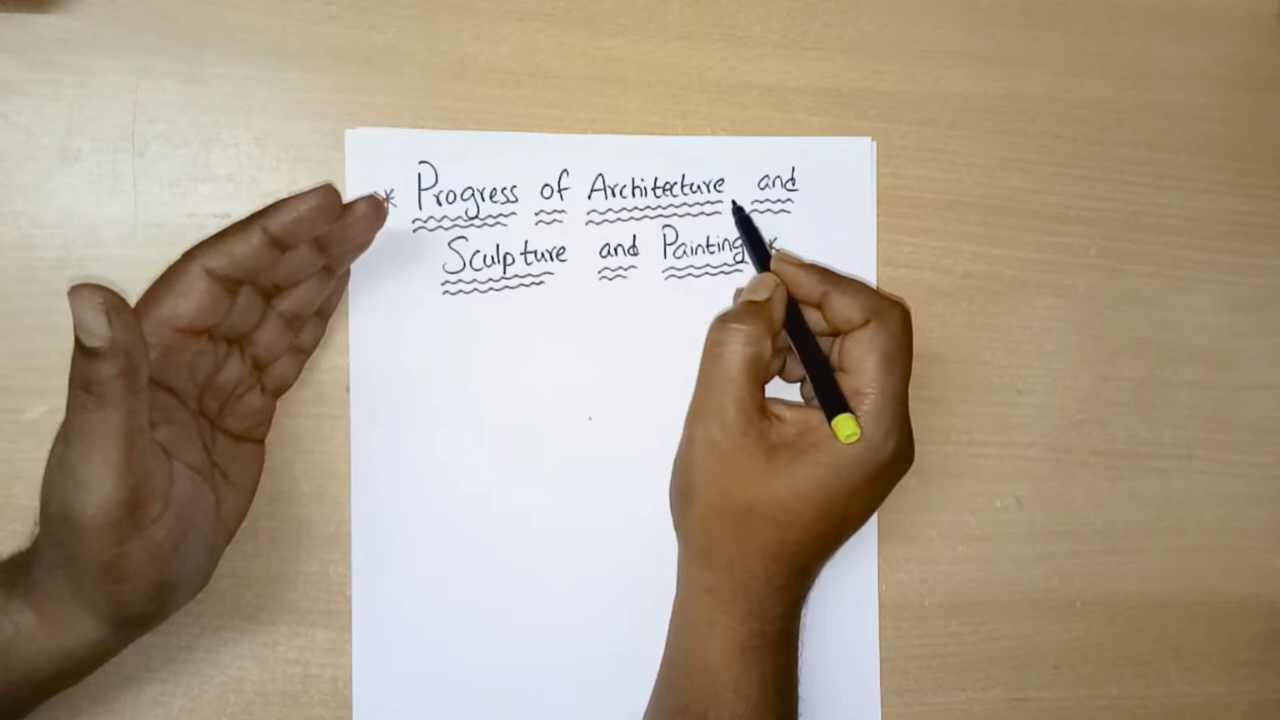 * Progress of Architecture and
Sculpture and Painting *